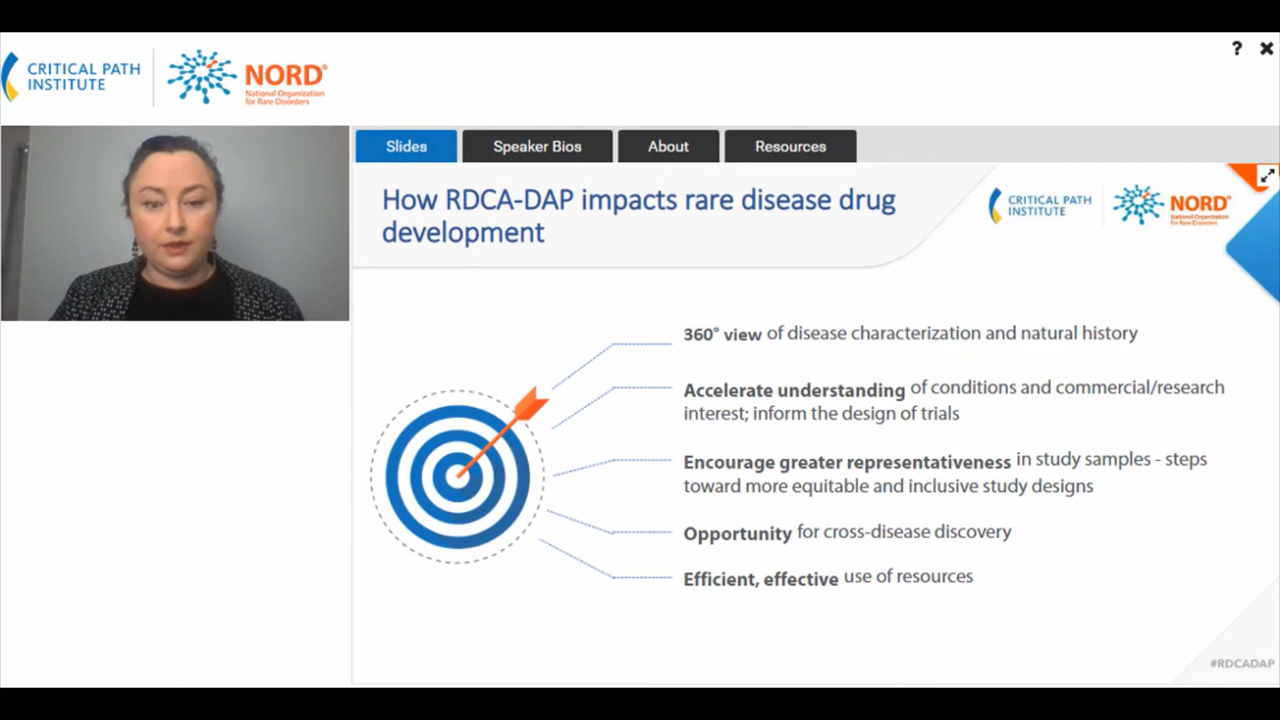 CRITICAL PATH
INSTITUTE
NORD®
National Organization
for Rare Disorders
? ✖
Slides
Speaker Bios
About
Resources
How RDCA-DAP impacts rare disease drug
development
CRITICAL PATH
INSTITUTE
NORD®
National Organization
for Rare Disorders
360° view of disease characterization and natural history
Accelerate understanding of conditions and commercial/research
interest; inform the design of trials
Encourage greater representativeness in study samples - steps
toward more equitable and inclusive study designs
Opportunity for cross-disease discovery
Efficient, effective use of resources
#RDCADAP